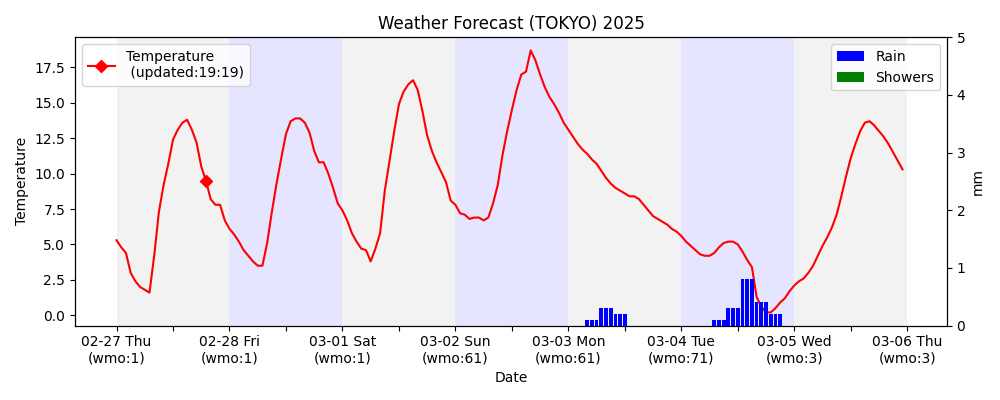 Weather Forecast (TOKYO) 2025
Temperature
(updated:19:19)
Rain
Showers
Temperature
17.5
15.0
12.5
10.0
7.5
5.0
2.5
0.0
5
4
3
2
1
0
mm
02-27 Thu
(wmo:1)
02-28 Fri
(wmo:1)
03-01 Sat
(wmo:1)
03-02 Sun
(wmo:61)
03-03 Mon
(wmo:61)
03-04 Tue
(wmo:71)
03-05 Wed
(wmo:3)
03-06 Thu
(wmo:3)
Date